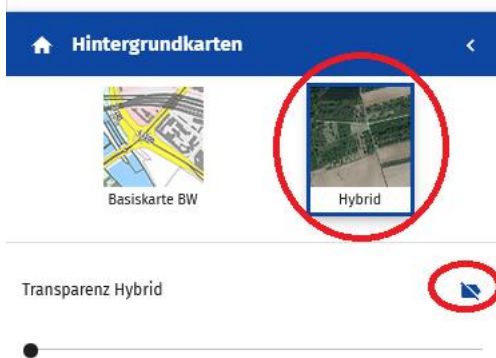 Hintergrundkarten
Basiskarte BW
Hybrid
Transparenz Hybrid